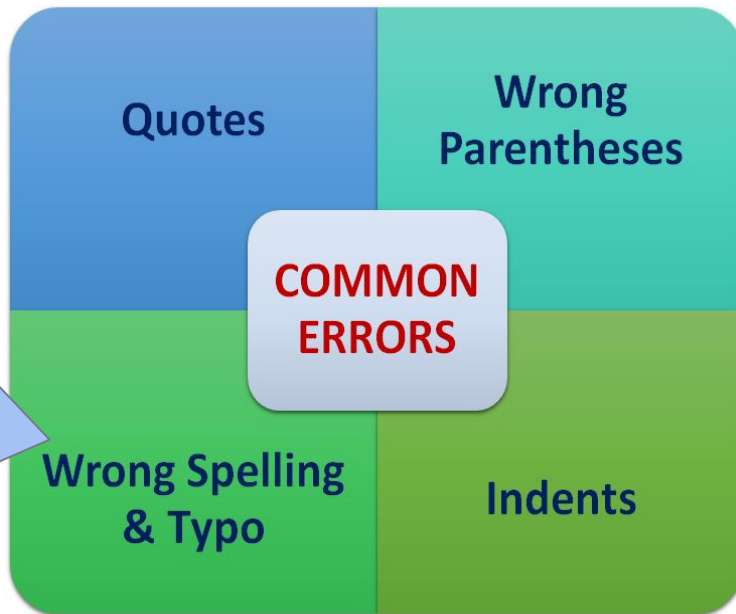 Quotes
Wrong
Parentheses
COMMON
ERRORS
Wrong Spelling
& Typo
Indents